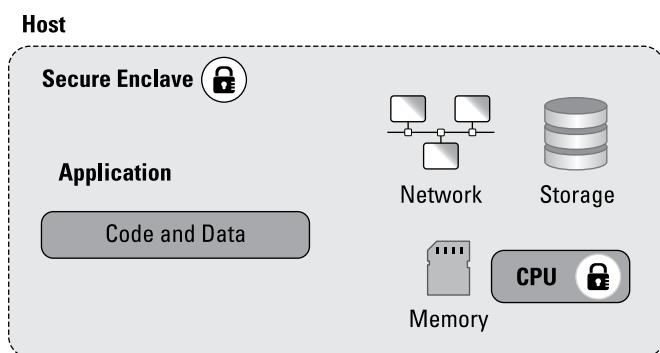 Host
Secure Enclave
Application
Code and Data
Network
Storage
Memory
CPU